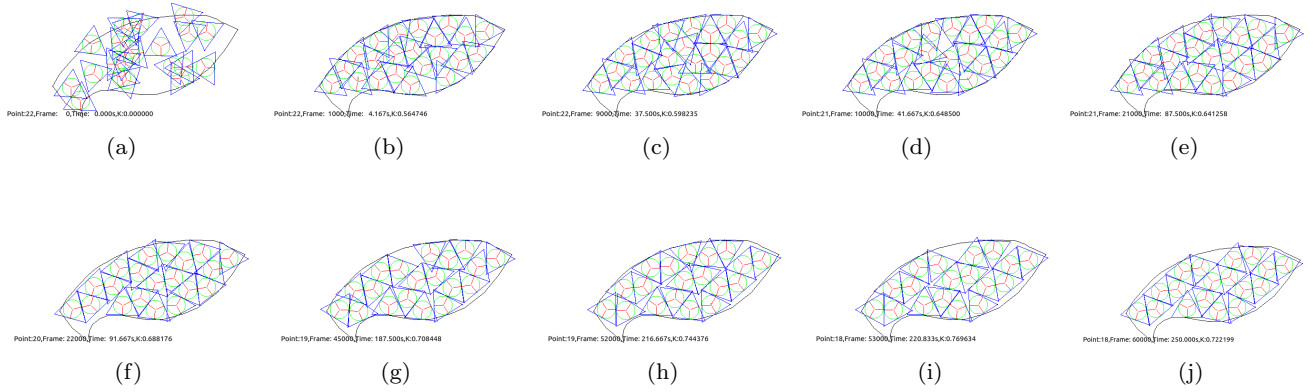 Point:22,Frame:    0,Time:   0.000s,K:0.000000
Point:22,Frame: 1000,Time:   4.167s,K:0.564746
Point:22,Frame: 9000,Time:  37.500s,K:0.598235
Point:21,Frame: 10000,Time:  41.667s,K:0.648500
Point:21,Frame: 21000,Time:  87.500s,K:0.641258
(a)
(b)
(c)
(d)
(e)
Point:20,Frame: 22000,Time:  91.667s,K:0.688176
Point:19,Frame: 45000,Time: 187.500s,K:0.708448
Point:19,Frame: 52000,Time: 216.667s,K:0.744376
Point:18,Frame: 53000,Time: 220.833s,K:0.769634
Point:18,Frame: 60000,Time: 250.000s,K:0.722199
(f)
(g)
(h)
(i)
(j)